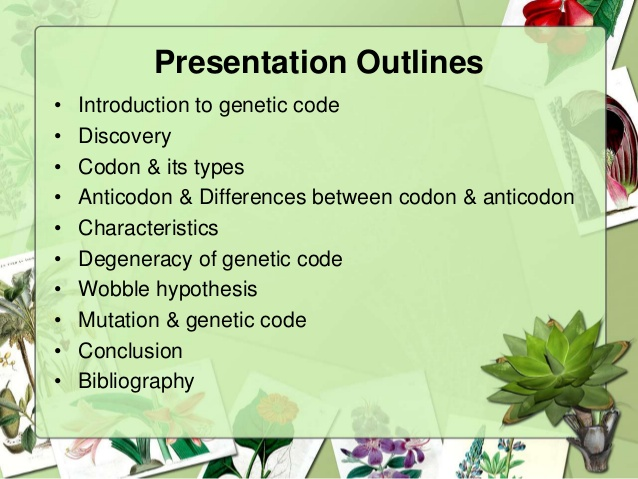 Presentation Outlines
• Introduction to genetic code
• Discovery
• Codon & its types
• Anticodon & Differences between codon & anticodon
• Characteristics
• Degeneracy of genetic code
• Wobble hypothesis
• Mutation & genetic code
• Conclusion
• Bibliography